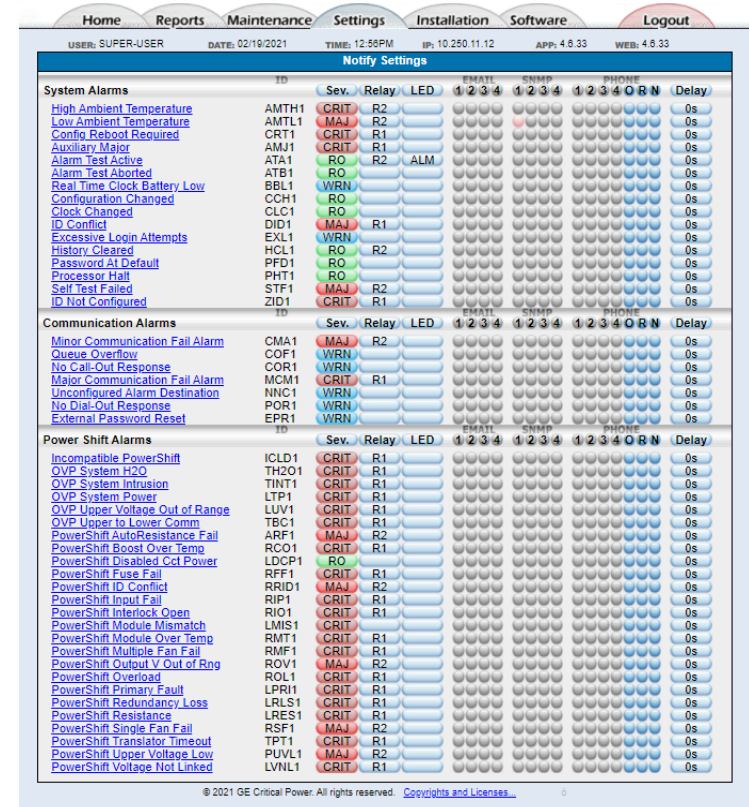 Home Reports Maintenance Settings Installation Software Logout
USER: SUPER-USER DATE: 02/19/2021 TIME: 12:56PM IP: 10.250.11.12 APP: 4.6.33 WEB: 4.6.33
Notify Settings
ID EMAIL SNMP PHONE
System Alarms Sev. Relay LED 1 2 3 4 1 2 3 4 1 2 3 4 O R N Delay
High Ambient Temperature AMTH1 CRIT R2 0s
Low Ambient Temperature AMTL1 MAJ R2 0s
Config Reboot Required CRT1 CRIT R1 0s
Auxiliary Major AMJ1 CRIT R1 0s
Alarm Test Active ATA1 RO R2 ALM 0s
Alarm Test Aborted ATB1 RO 0s
Real Time Clock Battery Low BBL1 WRN 0s
Configuration Changed CCH1 RO 0s
Clock Changed CLC1 RO 0s
ID Conflict DID1 MAJ R1 0s
Excessive Login Attempts EXL1 WRN 0s
History Cleared HCL1 RO R2 0s
Password At Default PFD1 RO 0s
Processor Halt PHT1 RO 0s
Self Test Failed STF1 MAJ R2 0s
ID Not Configured ZID1 CRIT R1 0s
ID EMAIL SNMP PHONE
Communication Alarms Sev. Relay LED 1 2 3 4 1 2 3 4 1 2 3 4 O R N Delay
Minor Communication Fail Alarm CMA1 MAJ R2 0s
Queue Overflow COF1 WRN 0s
No Call-Out Response COR1 WRN 0s
Major Communication Fail Alarm MCM1 CRIT R1 0s
Unconfigured Alarm Destination NNC1 WRN 0s
No Dial-Out Response POR1 WRN 0s
External Password Reset EPR1 WRN 0s
ID EMAIL SNMP PHONE
Power Shift Alarms Sev. Relay LED 1 2 3 4 1 2 3 4 1 2 3 4 O R N Delay
Incompatible PowerShift ICLD1 CRIT R1 0s
OVP System H2O TH2O1 CRIT R1 0s
OVP System Intrusion TINT1 CRIT R1 0s
OVP System Power LTP1 CRIT R1 0s
OVP Upper Voltage Out of Range LUV1 CRIT R1 0s
OVP Upper to Lower Comm TBC1 CRIT R1 0s
PowerShift AutoResistance Fail ARF1 MAJ R2 0s
PowerShift Boost Over Temp RCO1 CRIT R1 0s
PowerShift Disabled Cct Power LDCP1 RO 0s
PowerShift Fuse Fail RFF1 CRIT R1 0s
PowerShift ID Conflict RRID1 MAJ R2 0s
PowerShift Input Fail RIP1 CRIT R1 0s
PowerShift Interlock Open RIO1 CRIT R1 0s
PowerShift Module Mismatch LMIS1 CRIT 0s
PowerShift Module Over Temp RMT1 CRIT R1 0s
PowerShift Multiple Fan Fail RMF1 CRIT R1 0s
PowerShift Output V Out of Rng ROV1 MAJ R2 0s
PowerShift Overload ROL1 CRIT R1 0s
PowerShift Primary Fault LPRI1 CRIT R1 0s
PowerShift Redundancy Loss LRLS1 CRIT R1 0s
PowerShift Resistance LRES1 CRIT R1 0s
PowerShift Single Fan Fail RSF1 MAJ R2 0s
PowerShift Translator Timeout TPT1 CRIT R1 0s
PowerShift Upper Voltage Low PUVL1 MAJ R2 0s
PowerShift Voltage Not Linked LVNL1 CRIT R1 0s
© 2021 GE Critical Power. All rights reserved. Copyrights and Licenses...